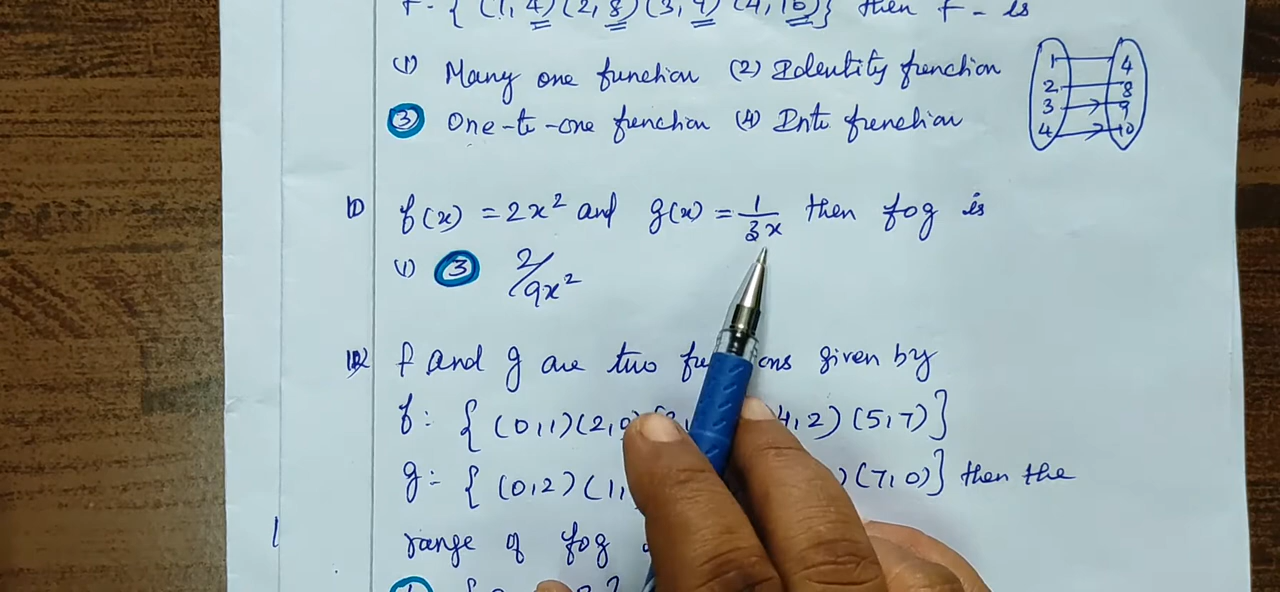 f = { (1, 4) (2, 8) (3, 9) (4, 16)} then f - is
(1) Many one function (2) Identity function
(3) One-to-one function (4) Into function
1 4
2 8
3 9
4 10
f(x) = 2x² and g(x) = 1/3x then fog is
(1) (3) 2/9x²
f and g are two functions given by
f: { (0,1) (2,0) 4,2) (5,7)}
g = { (0,2) (1, ) (7,0)} then the
range of fog